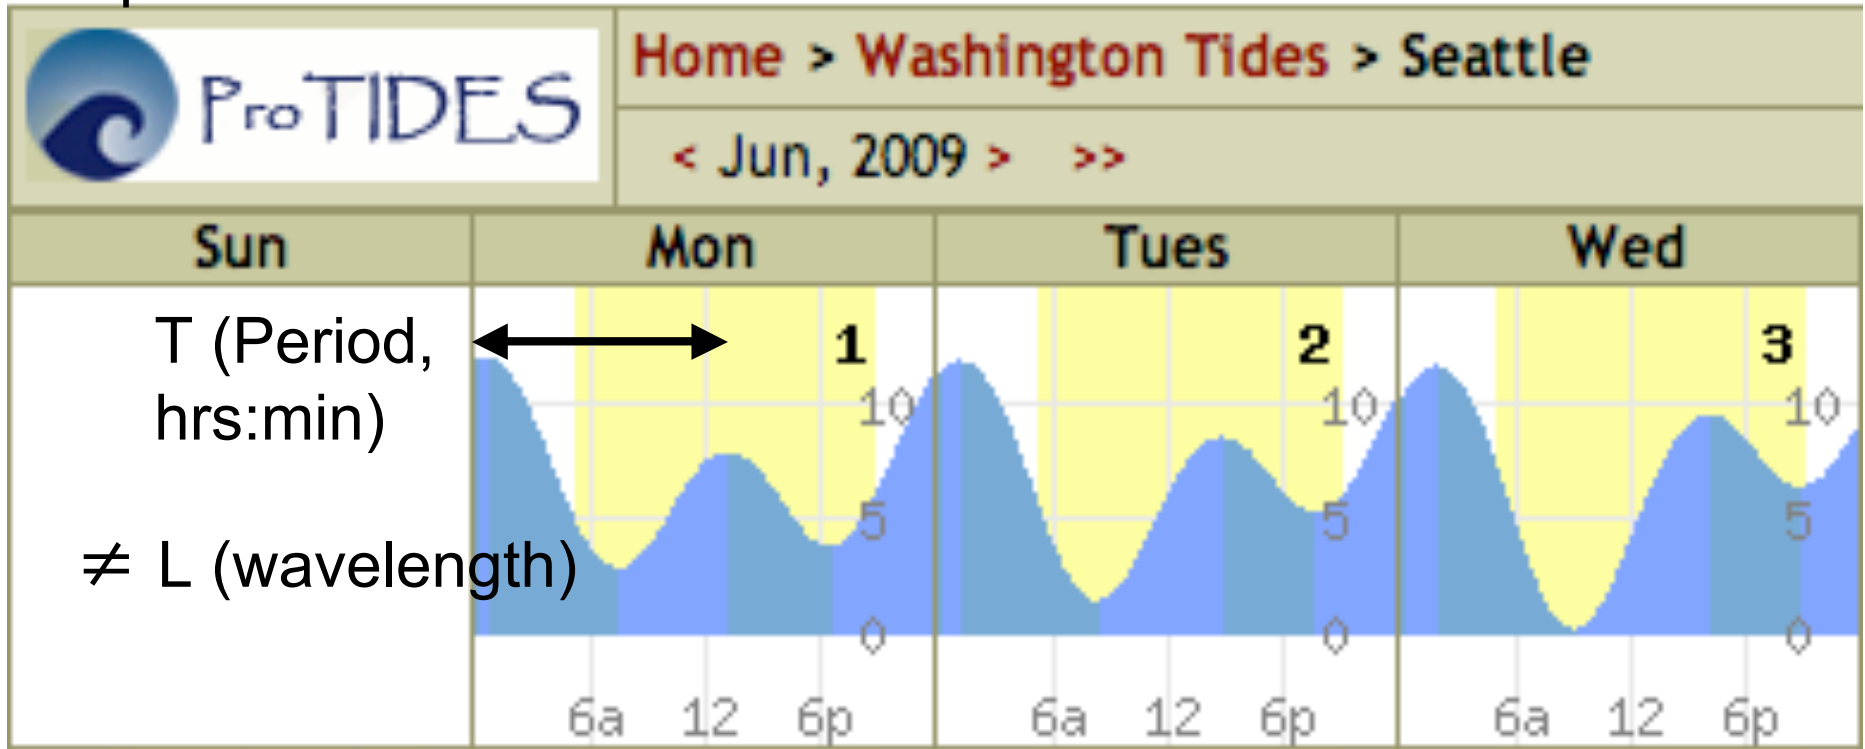 ProTIDES
Home > Washington Tides > Seattle
< Jun, 2009 > >>
Sun Mon Tues Wed
T (Period,
hrs:min)
≠ L (wavelength)
1 2 3
10 10 10
5 5 5
0 0 0
6a 12 6p 6a 12 6p 6a 12 6p